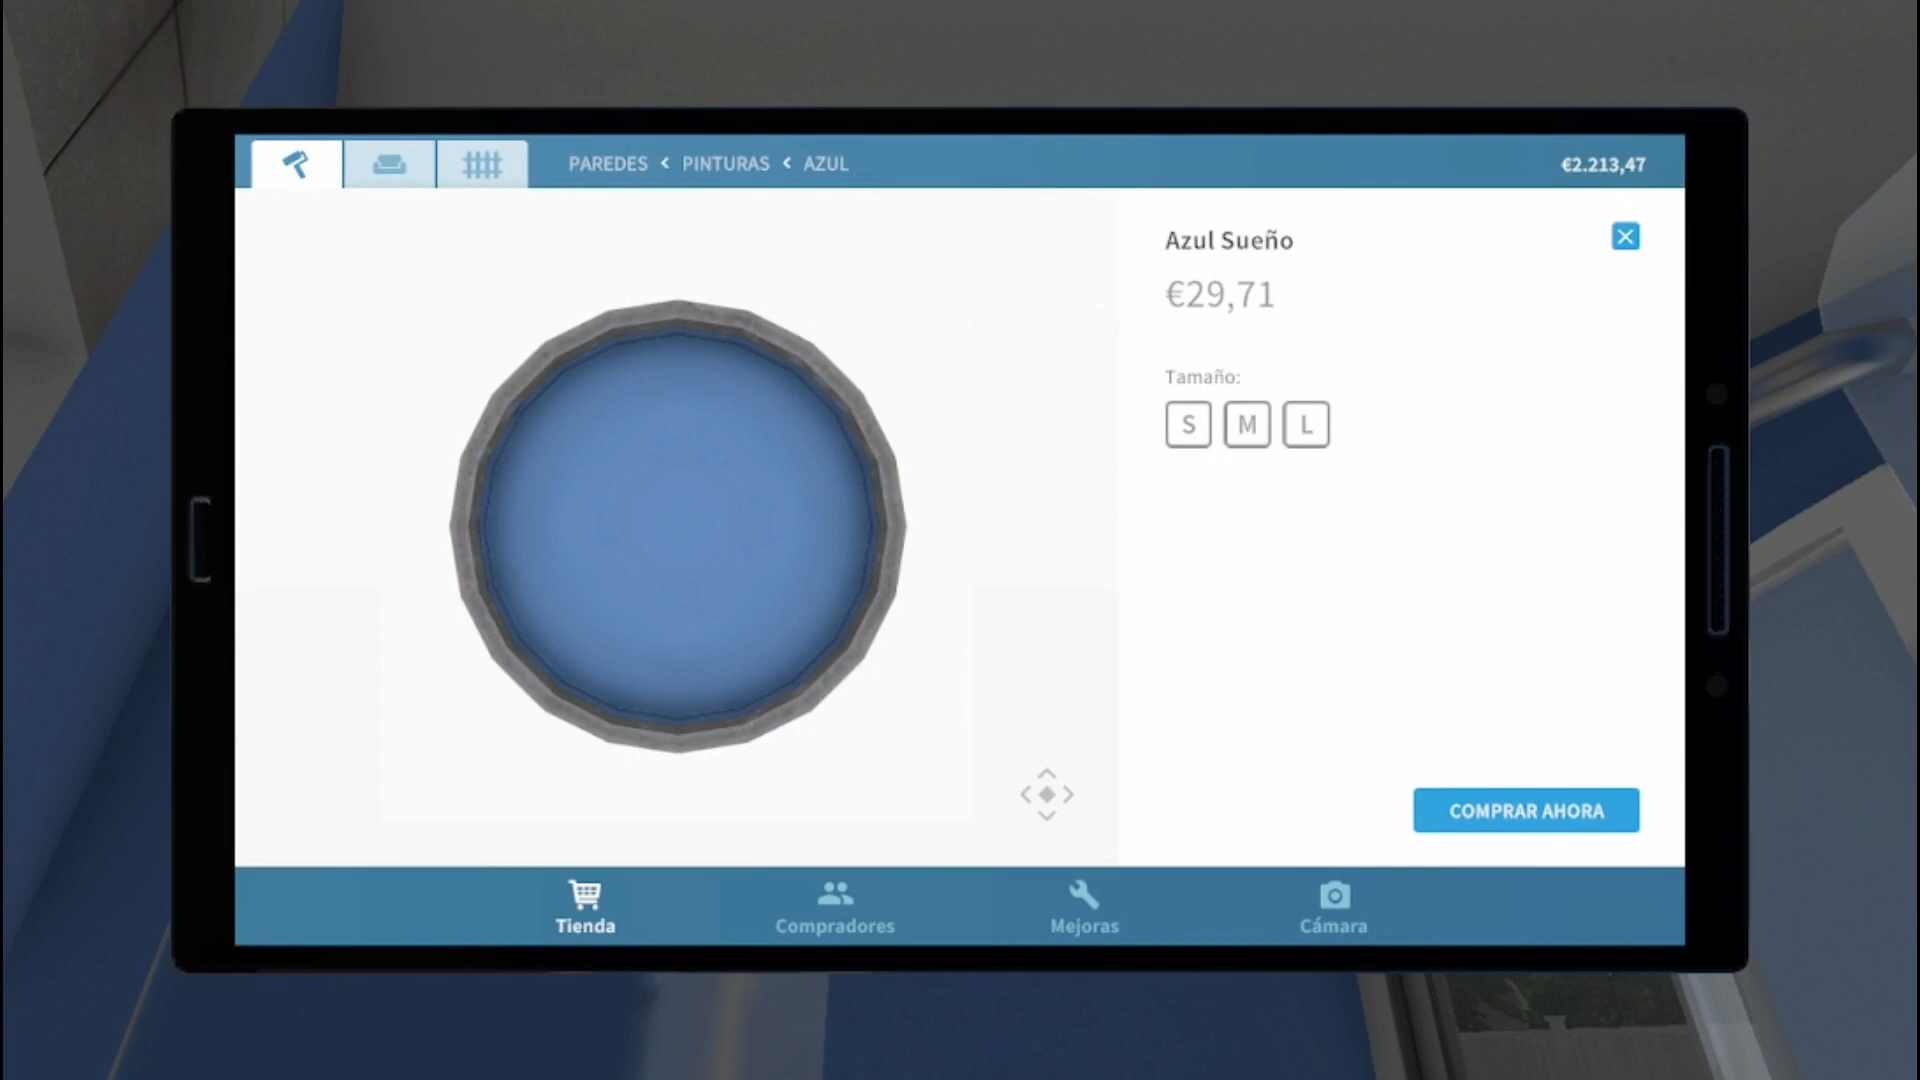 PAREDES < PINTURAS < AZUL
€2.213,47
Azul Sueño
€29,71
Tamaño:
S M L
COMPRAR AHORA
Tienda
Compradores
Mejoras
Cámara